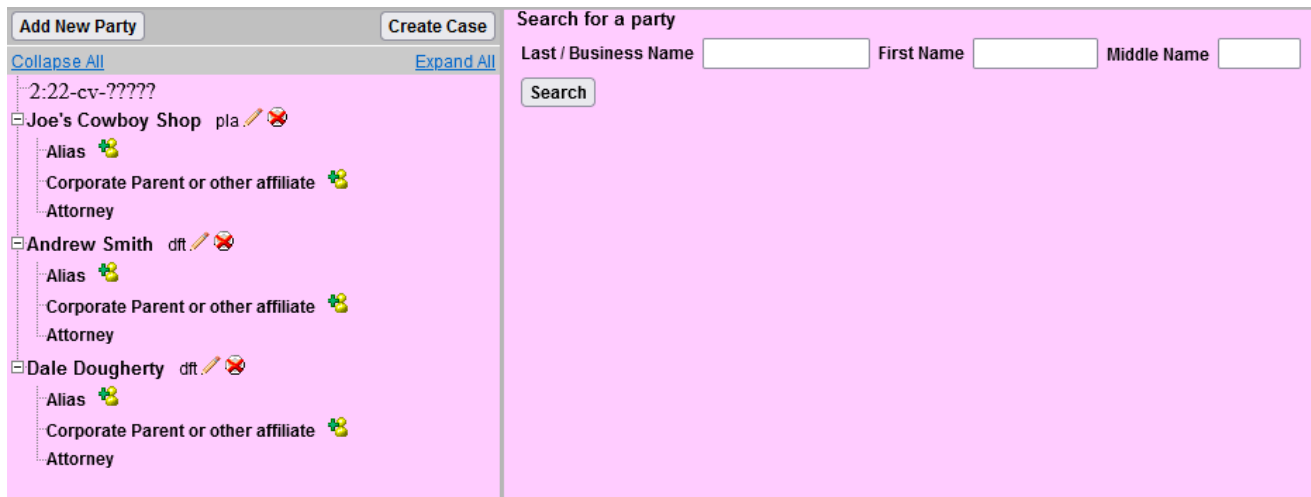 Add New Party Create Case
Collapse All Expand All
2:22-cv-?????
Joe's Cowboy Shop pla
Alias
Corporate Parent or other affiliate
Attorney
Andrew Smith dft
Alias
Corporate Parent or other affiliate
Attorney
Dale Dougherty dft
Alias
Corporate Parent or other affiliate
Attorney
Search for a party
Last / Business Name First Name Middle Name
Search